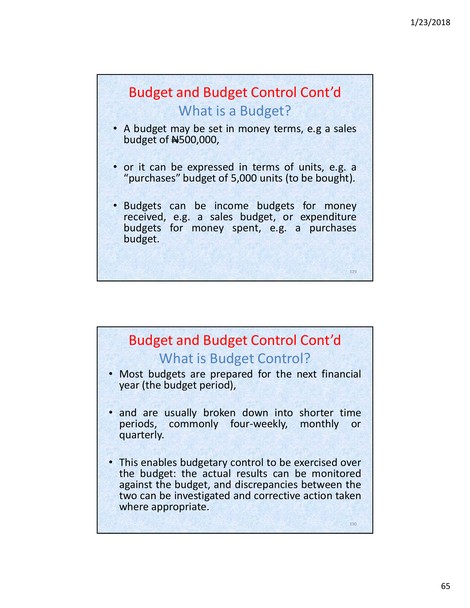 1/23/2018
Budget and Budget Control Cont’d
What is a Budget?
• A budget may be set in money terms, e.g a sales
budget of ₦500,000,
• or it can be expressed in terms of units, e.g. a
“purchases” budget of 5,000 units (to be bought).
• Budgets can be income budgets for money
received, e.g. a sales budget, or expenditure
budgets for money spent, e.g. a purchases
budget.
Budget and Budget Control Cont’d
What is Budget Control?
• Most budgets are prepared for the next financial
year (the budget period),
• and are usually broken down into shorter time
periods, commonly four-weekly, monthly or
quarterly.
• This enables budgetary control to be exercised over
the budget: the actual results can be monitored
against the budget, and discrepancies between the
two can be investigated and corrective action taken
where appropriate.
65